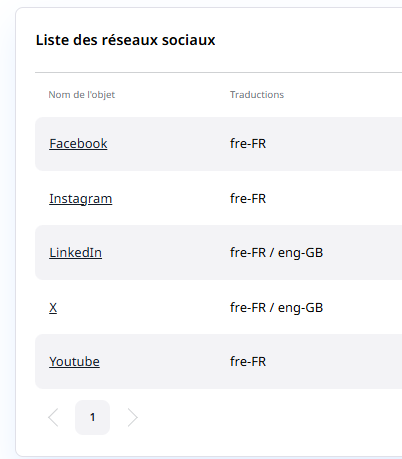 Liste des réseaux sociaux
Nom de l'objet Traductions
Facebook fre-FR
Instagram fre-FR
LinkedIn fre-FR / eng-GB
X fre-FR / eng-GB
Youtube fre-FR
1